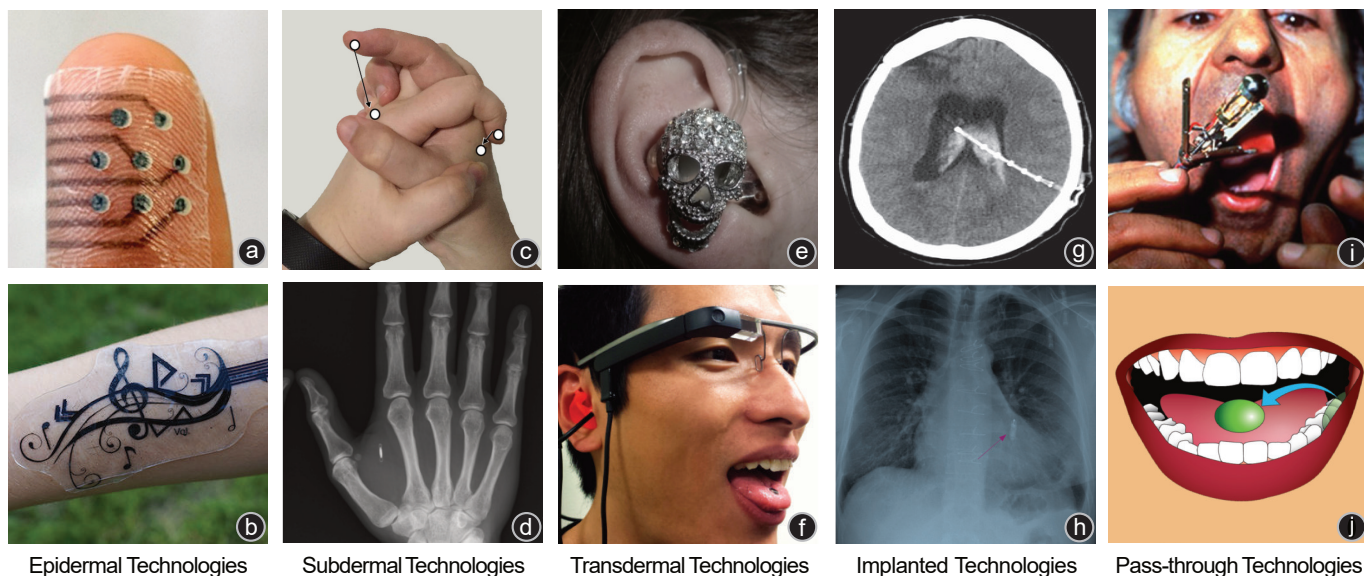 a
c
e
g
i
b
d
f
h
j
Epidermal Technologies
Subdermal Technologies
Transdermal Technologies
Implanted Technologies
Pass-through Technologies